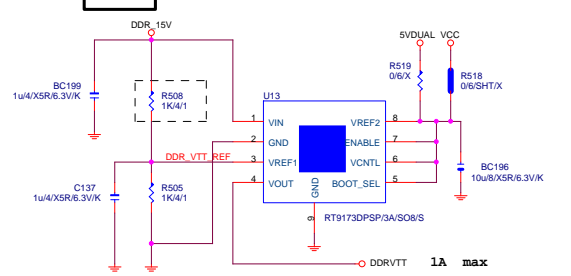 DDR_15V
5VDUAL VCC
BC199
1u/4/X5R/6.3V/K
R508
1K/4/1
R519
0/6/X
R518
0/6/SHT/X
U13
1 VIN VREF2 8
2 GND ENABLE 7
DDR_VTT_REF 3 VREF1 VCNTL 6
4 VOUT BOOT_SEL 5
GND
9
C137
1u/4/X5R/6.3V/K
R505
1K/4/1
BC196
10u/8/X5R/6.3V/K
RT9173DPSP/3A/SO8/S
DDRVTT 1A max